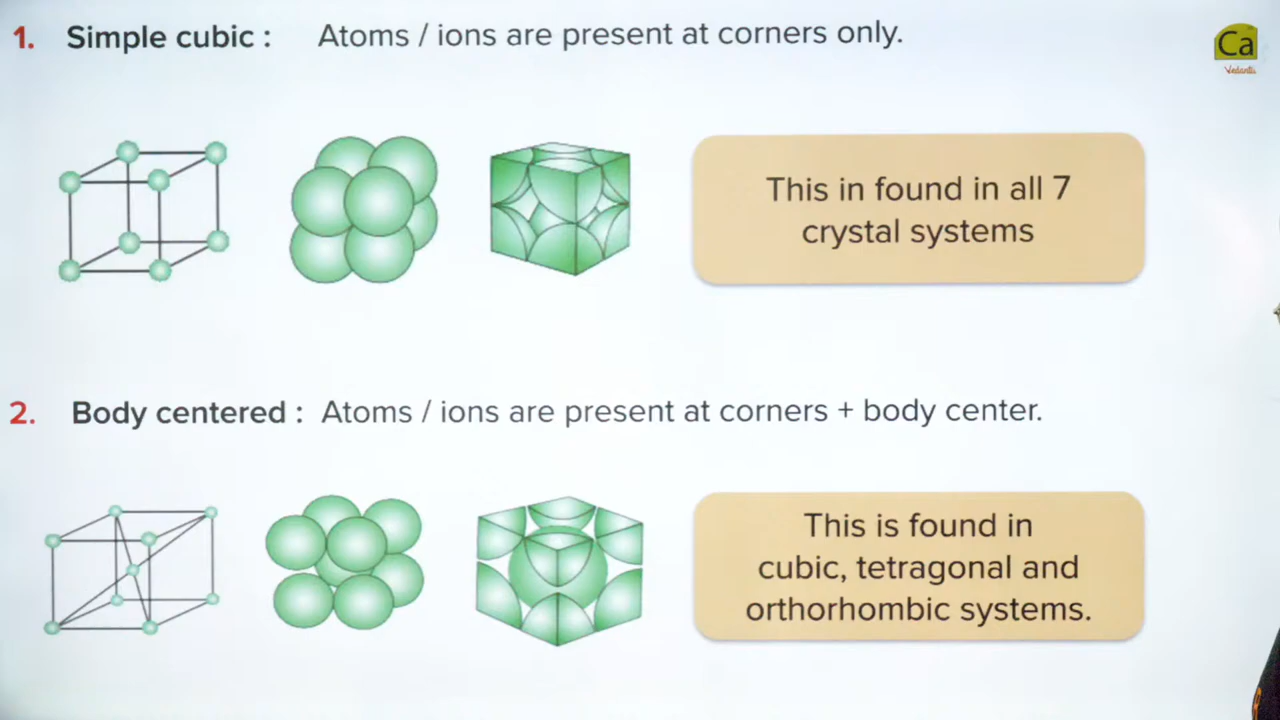 1. Simple cubic : Atoms / ions are present at corners only.
Ca
Vedantu
This in found in all 7
crystal systems
2. Body centered : Atoms / ions are present at corners + body center.
This is found in
cubic, tetragonal and
orthorhombic systems.